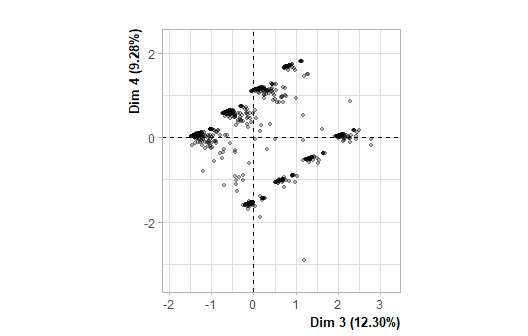 Dim 4 (9.28%)
2
0
-2
-2 -1 0 1 2 3
Dim 3 (12.30%)